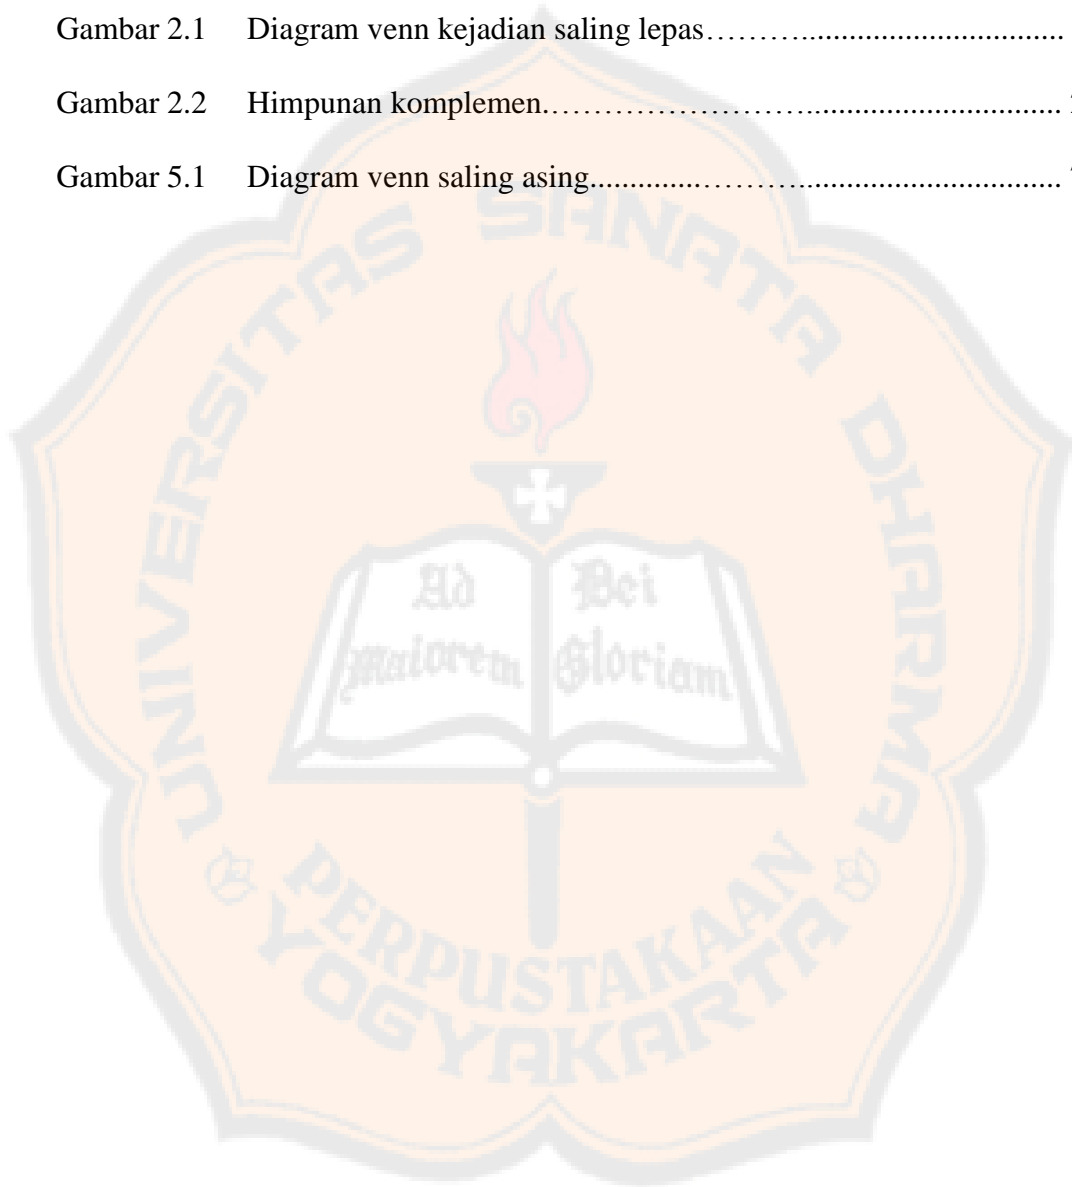 Gambar 2.1 Diagram venn kejadian saling lepas………..................................
Gambar 2.2 Himpunan komplemen.……………………...............................
Gambar 5.1 Diagram venn saling asing..............………..................................
UNIVERSITAS SANATA DHARMA
Ad Dei
maiorem Gloriam
PERPUSTAKAAN
YOGYAKARTA